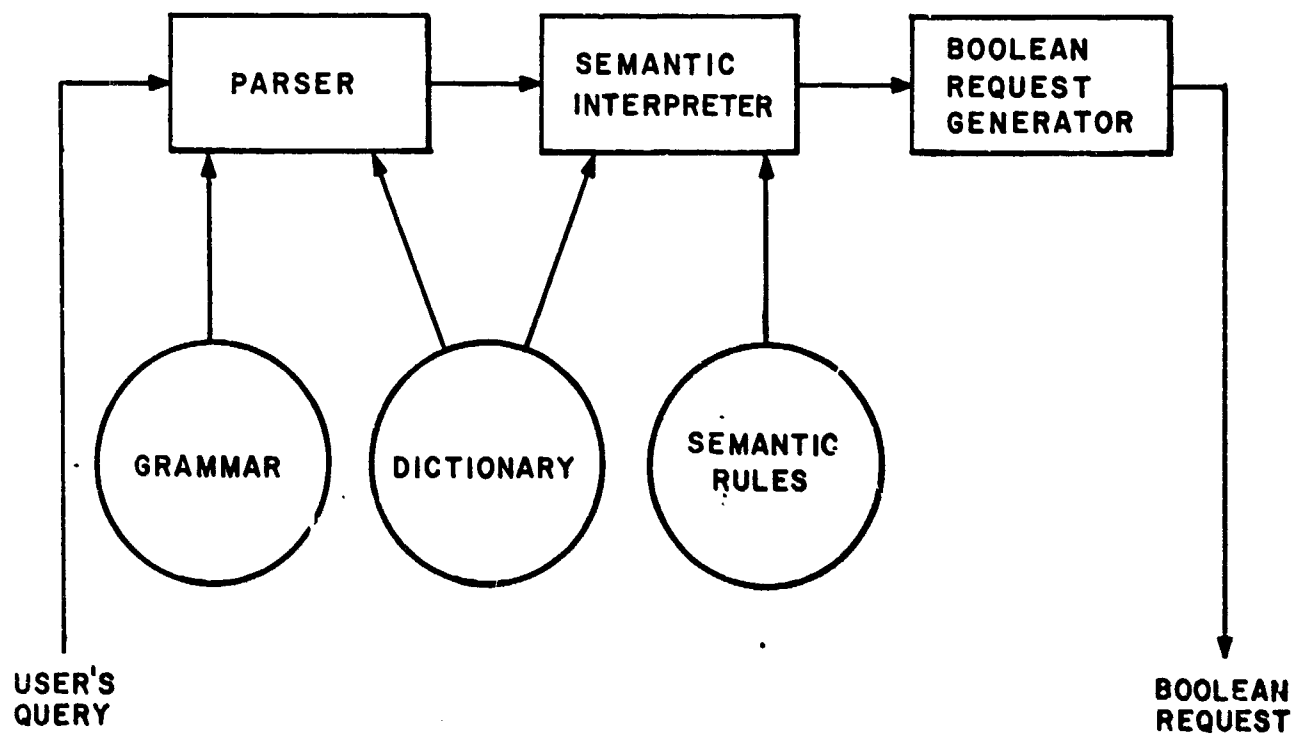 PARSER
SEMANTIC
INTERPRETER
BOOLEAN
REQUEST
GENERATOR
GRAMMAR
DICTIONARY
SEMANTIC
RULES
USER'S
QUERY
BOOLEAN
REQUEST